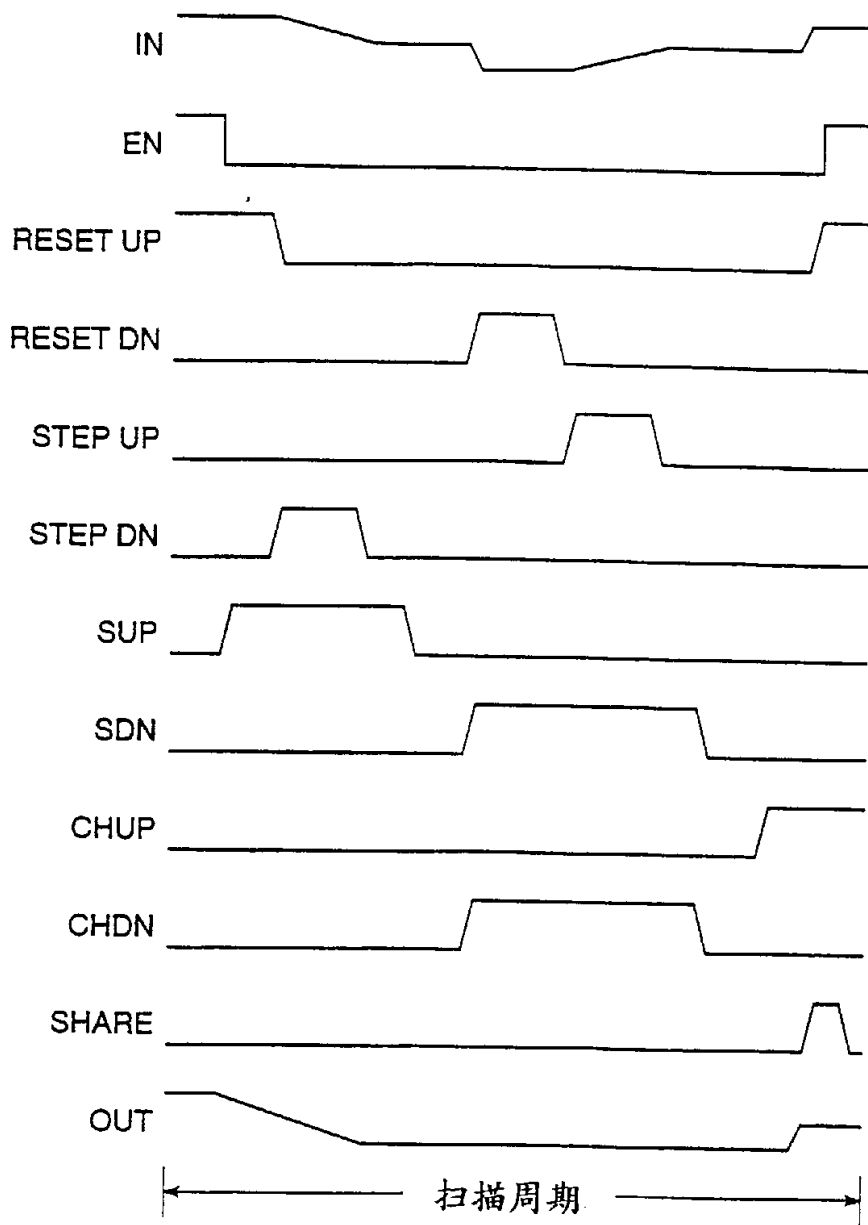 IN
EN
RESET UP
RESET DN
STEP UP
STEP DN
SUP
SDN
CHUP
CHDN
SHARE
OUT
扫描周期